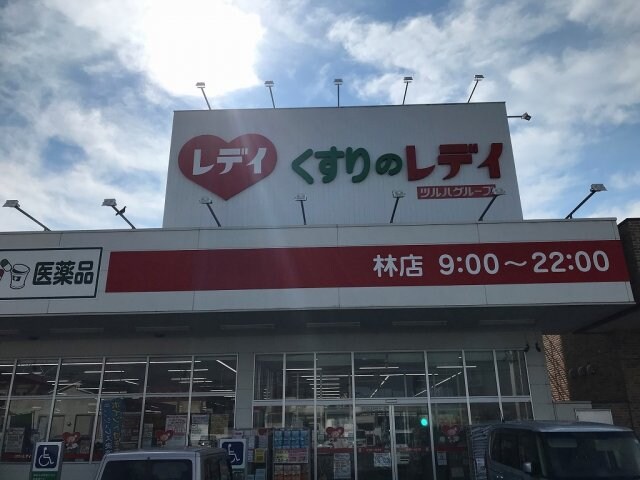 レデイ
くすりのレデイ
ツルハグループ
医薬品
林店 9:00～22:00